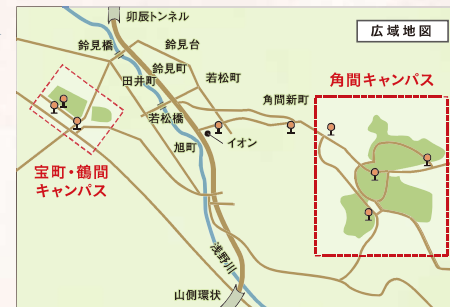 卯辰トンネル
広域地図
鈴見橋
鈴見台
鈴見町
田井町
若松町
角間キャンパス
角間新町
若松橋
旭町
イオン
宝町・鶴間
キャンパス
浅野川
山側環状